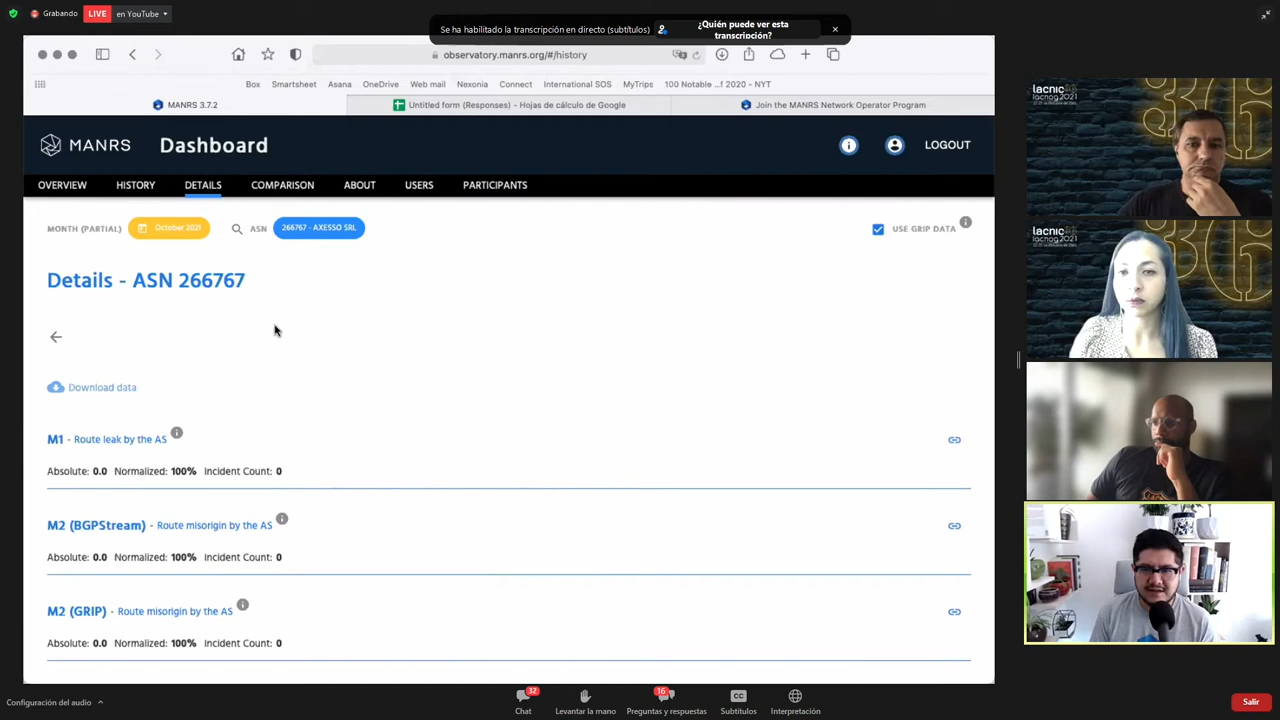 Grabando
LIVE
en YouTube
Se ha habilitado la transcripción en directo (subtítulos)
¿Quién puede ver esta transcripción?
observatory.manrs.org/#/history
Box
Smartsheet
Asana
OneDrive
Web mail
Nexonia
Connect
International SOS
MyTrips
100 Notable ...f 2020 - NYT
MANRS 3.7.2
Untitled form (Responses) - Hojas de cálculo de Google
Join the MANRS Network Operator Program
MANRS
Dashboard
LOGOUT
OVERVIEW
HISTORY
DETAILS
COMPARISON
ABOUT
USERS
PARTICIPANTS
MONTH (PARTIAL)
October 2021
ASN
266767 - AXESSO SRL
USE GRIP DATA
Details - ASN 266767
Download data
M1 - Route leak by the AS
Absolute: 0.0 Normalized: 100% Incident Count: 0
M2 (BGPStream) - Route misorigin by the AS
Absolute: 0.0 Normalized: 100% Incident Count: 0
M2 (GRIP) - Route misorigin by the AS
Absolute: 0.0 Normalized: 100% Incident Count: 0
lacnic
lacnog2021
lacnic
lacnog2021
Configuración del audio
32
Chat
Levantar la mano
16
Preguntas y respuestas
CC
Subtítulos
Interpretación
Salir